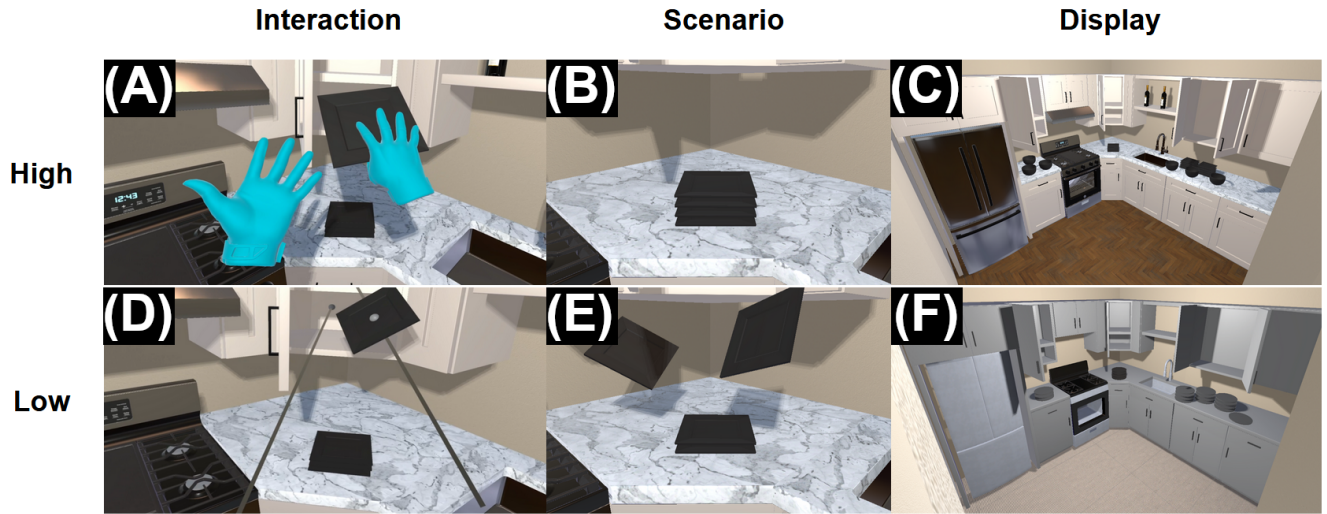 Interaction Scenario Display
High
(A) (B) (C)
12:43
Low
(D) (E) (F)